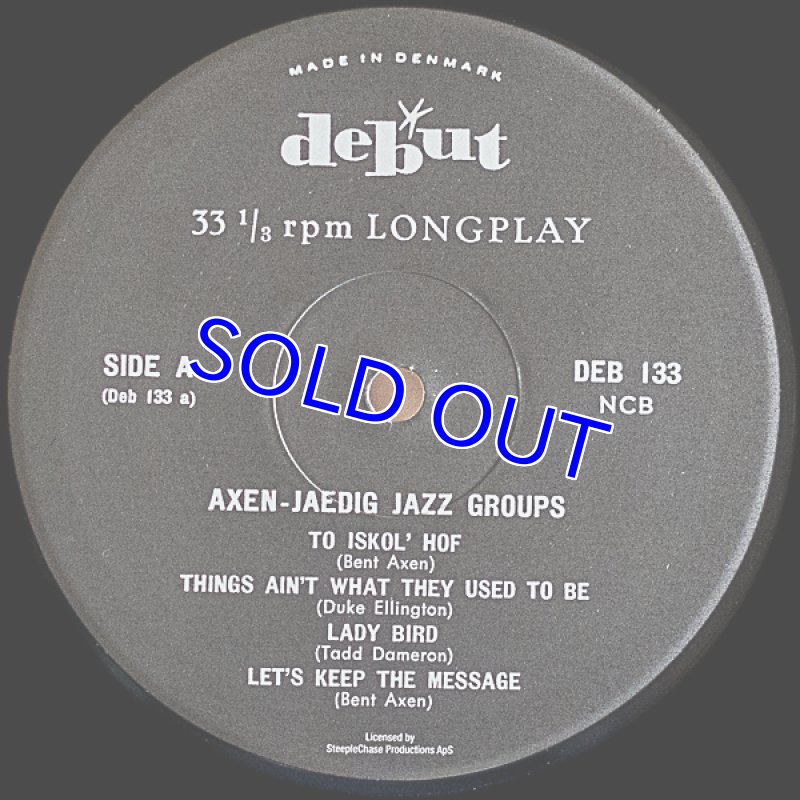 MADE IN DENMARK
debut
33 1/3 rpm LONGPLAY
SIDE A
(Deb 133 a)
DEB 133
NCB
SOLD OUT
AXEN-JAEDIG JAZZ GROUPS
TO ISKOL' HOF
(Bent Axen)
THINGS AIN'T WHAT THEY USED TO BE
(Duke Ellington)
LADY BIRD
(Tadd Dameron)
LET'S KEEP THE MESSAGE
(Bent Axen)
Licensed by
SteepleChase Productions ApS